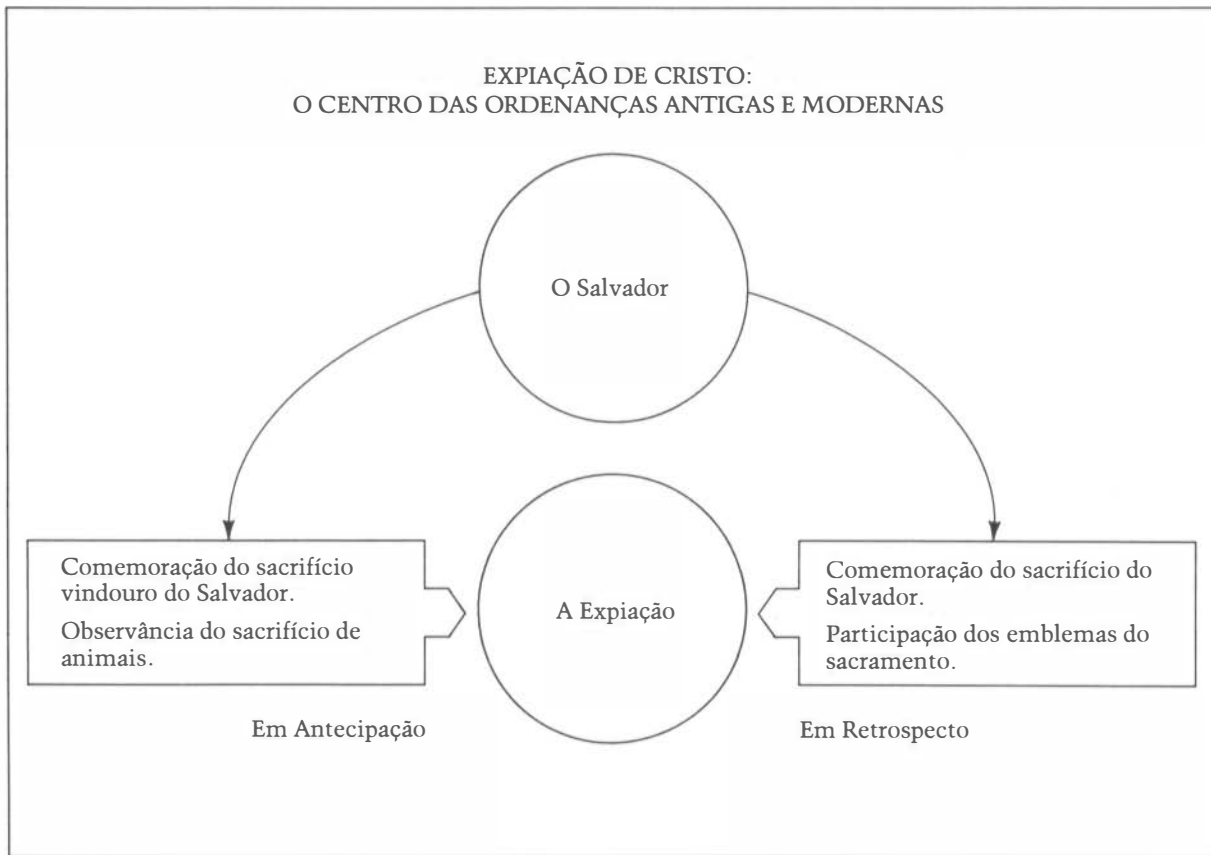 EXPIAÇÃO DE CRISTO:
O CENTRO DAS ORDENANÇAS ANTIGAS E MODERNAS
O Salvador
Comemoração do sacrifício
vindouro do Salvador.
Observância do sacrifício de
animais.
A Expiação
Comemoração do sacrifício do
Salvador.
Participação dos emblemas do
sacramento.
Em Antecipação
Em Retrospecto